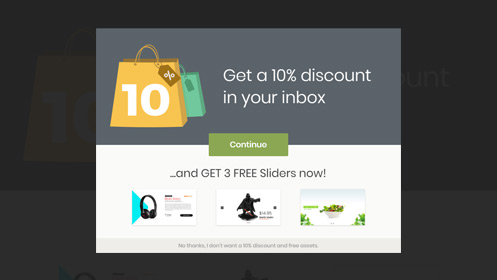 10
%
Get a 10% discount
in your inbox
Continue
...and GET 3 FREE Sliders now!
$14.95
No thanks, I don't want a 10% discount and free assets.